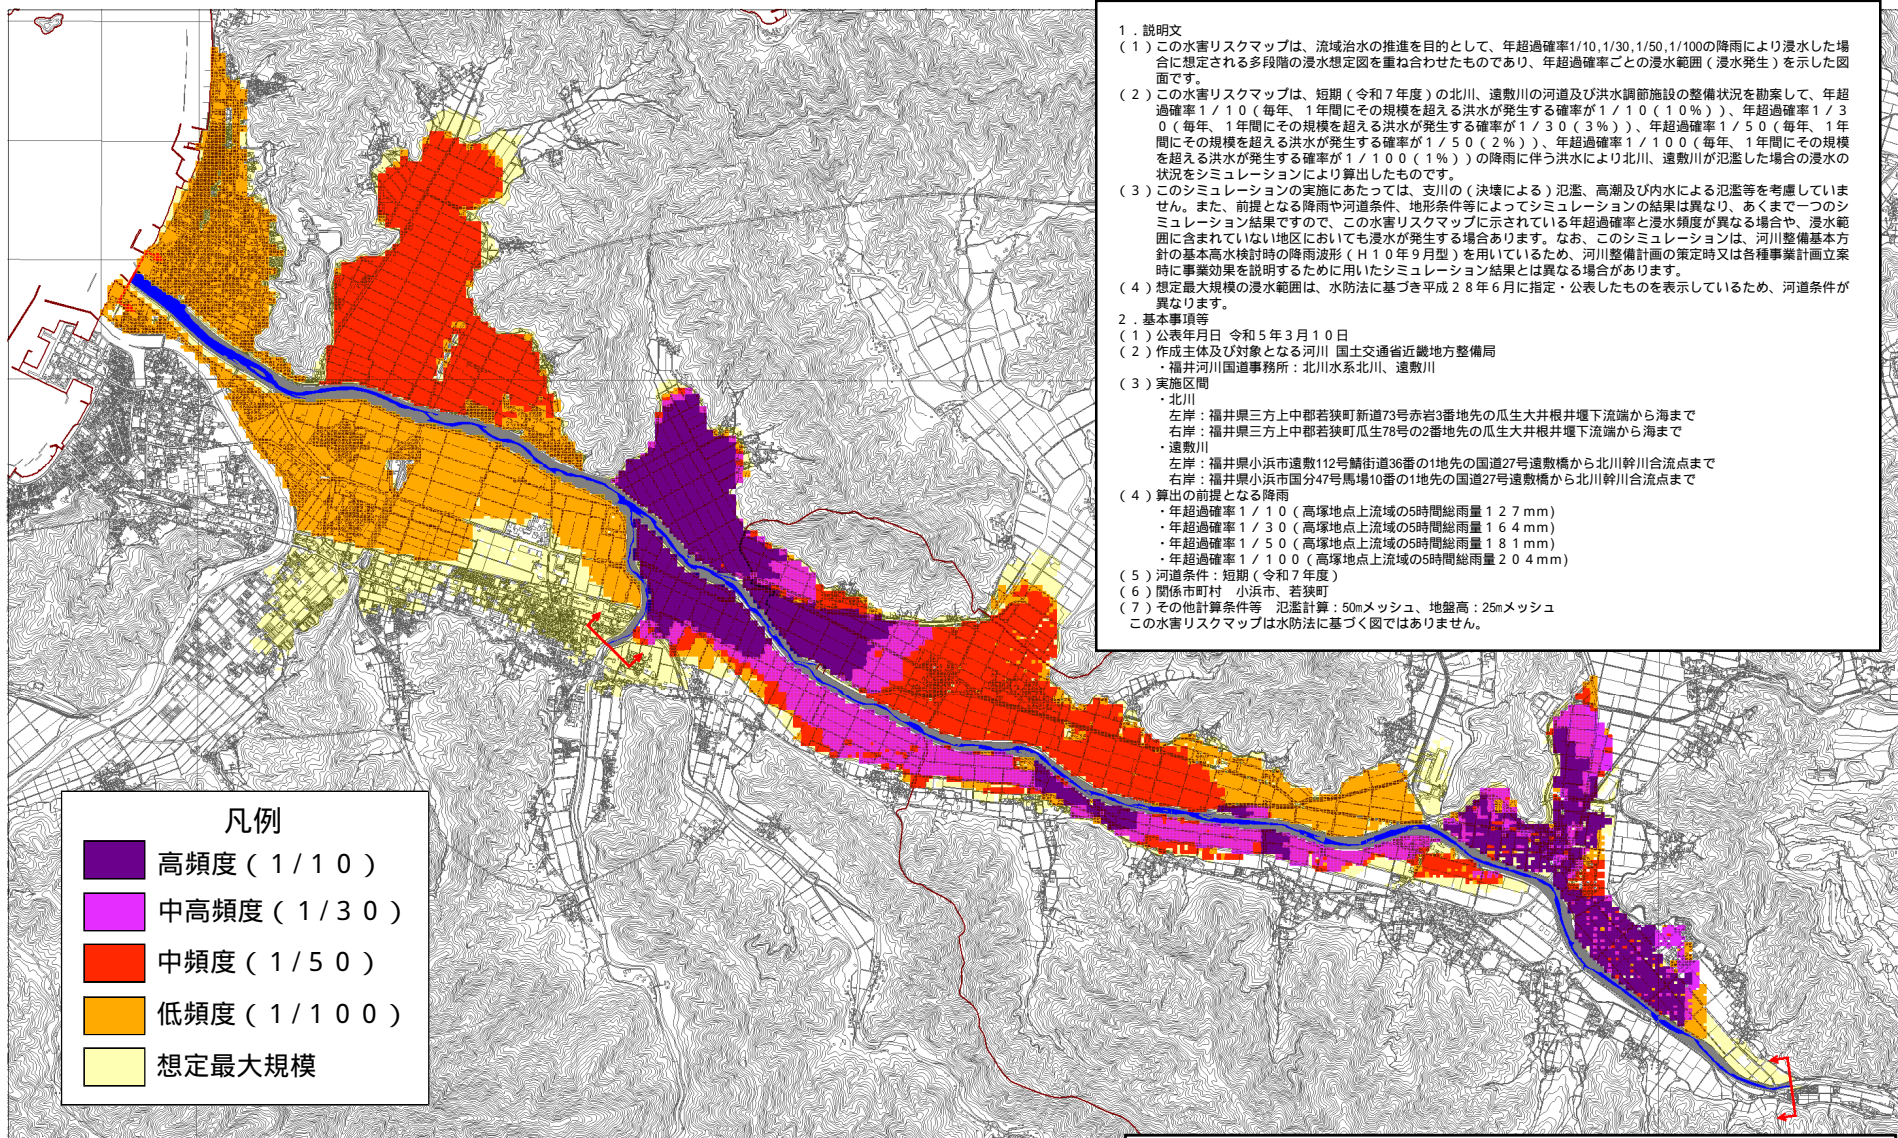 1．説明文
(1)この水害リスクマップは、流域治水の推進を目的として、年超過確率1/10,1/30,1/50,1/100の降雨により浸水した場
合に想定される多段階の浸水想定図を重ね合わせたものであり、年超過確率ごとの浸水範囲(浸水発生)を示した図
面です。
(2)この水害リスクマップは、短期(令和7年度)の北川、遠敷川の河道及び洪水調節施設の整備状況を勘案して、年超
過確率1/10(毎年、1年間にその規模を超える洪水が発生する確率が1/10(10%))、年超過確率1/3
0(毎年、1年間にその規模を超える洪水が発生する確率が1/30(3%))、年超過確率1/50(毎年、1年
間にその規模を超える洪水が発生する確率が1/50(2%))、年超過確率1/100(毎年、1年間にその規模
を超える洪水が発生する確率が1/100(1%))の降雨に伴う洪水により北川、遠敷川が氾濫した場合の浸水の
状況をシミュレーションにより算出したものです。
(3)このシミュレーションの実施にあたっては、支川の(決壊による)氾濫、高潮及び内水による氾濫等を考慮していま
せん。また、前提となる降雨や河道条件、地形条件等によってシミュレーションの結果は異なり、あくまで一つのシ
ミュレーション結果ですので、この水害リスクマップに示されている年超過確率と浸水頻度が異なる場合や、浸水範
囲に含まれていない地区においても浸水が発生する場合あります。なお、このシミュレーションは、河川整備基本方
針の基本高水検討時の降雨波形(H10年9月型)を用いているため、河川整備計画の策定時又は各種事業計画立案
時に事業効果を説明するために用いたシミュレーション結果とは異なる場合があります。
(4)想定最大規模の浸水範囲は、水防法に基づき平成28年6月に指定・公表したものを表示しているため、河道条件が
異なります。
2．基本事項等
(1)公表年月日 令和5年3月10日
(2)作成主体及び対象となる河川 国土交通省近畿地方整備局
・福井河川国道事務所：北川水系北川、遠敷川
(3)実施区間
・北川
左岸：福井県三方上中郡若狭町新道73号赤岩3番地先の瓜生大井根井堰下流端から海まで
右岸：福井県三方上中郡若狭町瓜生78号の2番地先の瓜生大井根井堰下流端から海まで
・遠敷川
左岸：福井県小浜市遠敷112号鯖街道36番の1地先の国道27号遠敷橋から北川幹川合流点まで
右岸：福井県小浜市国分47号馬場10番の1地先の国道27号遠敷橋から北川幹川合流点まで
(4)算出の前提となる降雨
・年超過確率1/10(高塚地点上流域の5時間総雨量127mm)
・年超過確率1/30(高塚地点上流域の5時間総雨量164mm)
・年超過確率1/50(高塚地点上流域の5時間総雨量181mm)
・年超過確率1/100(高塚地点上流域の5時間総雨量204mm)
(5)河道条件：短期(令和7年度)
(6)関係市町村 小浜市、若狭町
(7)その他計算条件等 氾濫計算：50mメッシュ、地盤高：25mメッシュ
この水害リスクマップは水防法に基づく図ではありません。
凡例
高頻度(1/10)
中高頻度(1/30)
中頻度(1/50)
低頻度(1/100)
想定最大規模